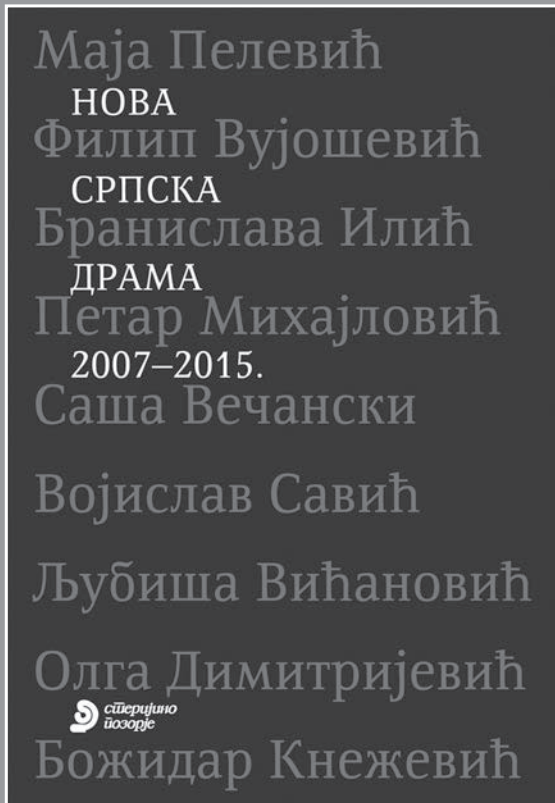 Маја Пелевић
НОВА
Филип Вујошевић
СРПСКА
Бранислава Илић
ДРАМА
Петар Михајловић
2007–2015.
Саша Вечански
Војислав Савић
Љубиша Вићановић
Олга Димитријевић
стеријино
позорје
Божидар Кнежевић